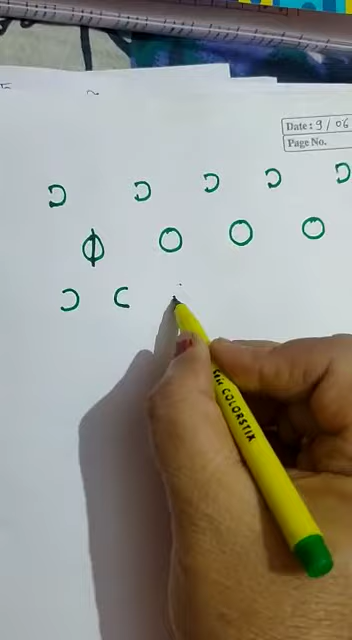 Date: 9/06
Page No.
Ɔ Ɔ Ɔ Ɔ Ɔ
O O O
Ɔ C
COLORSTIX